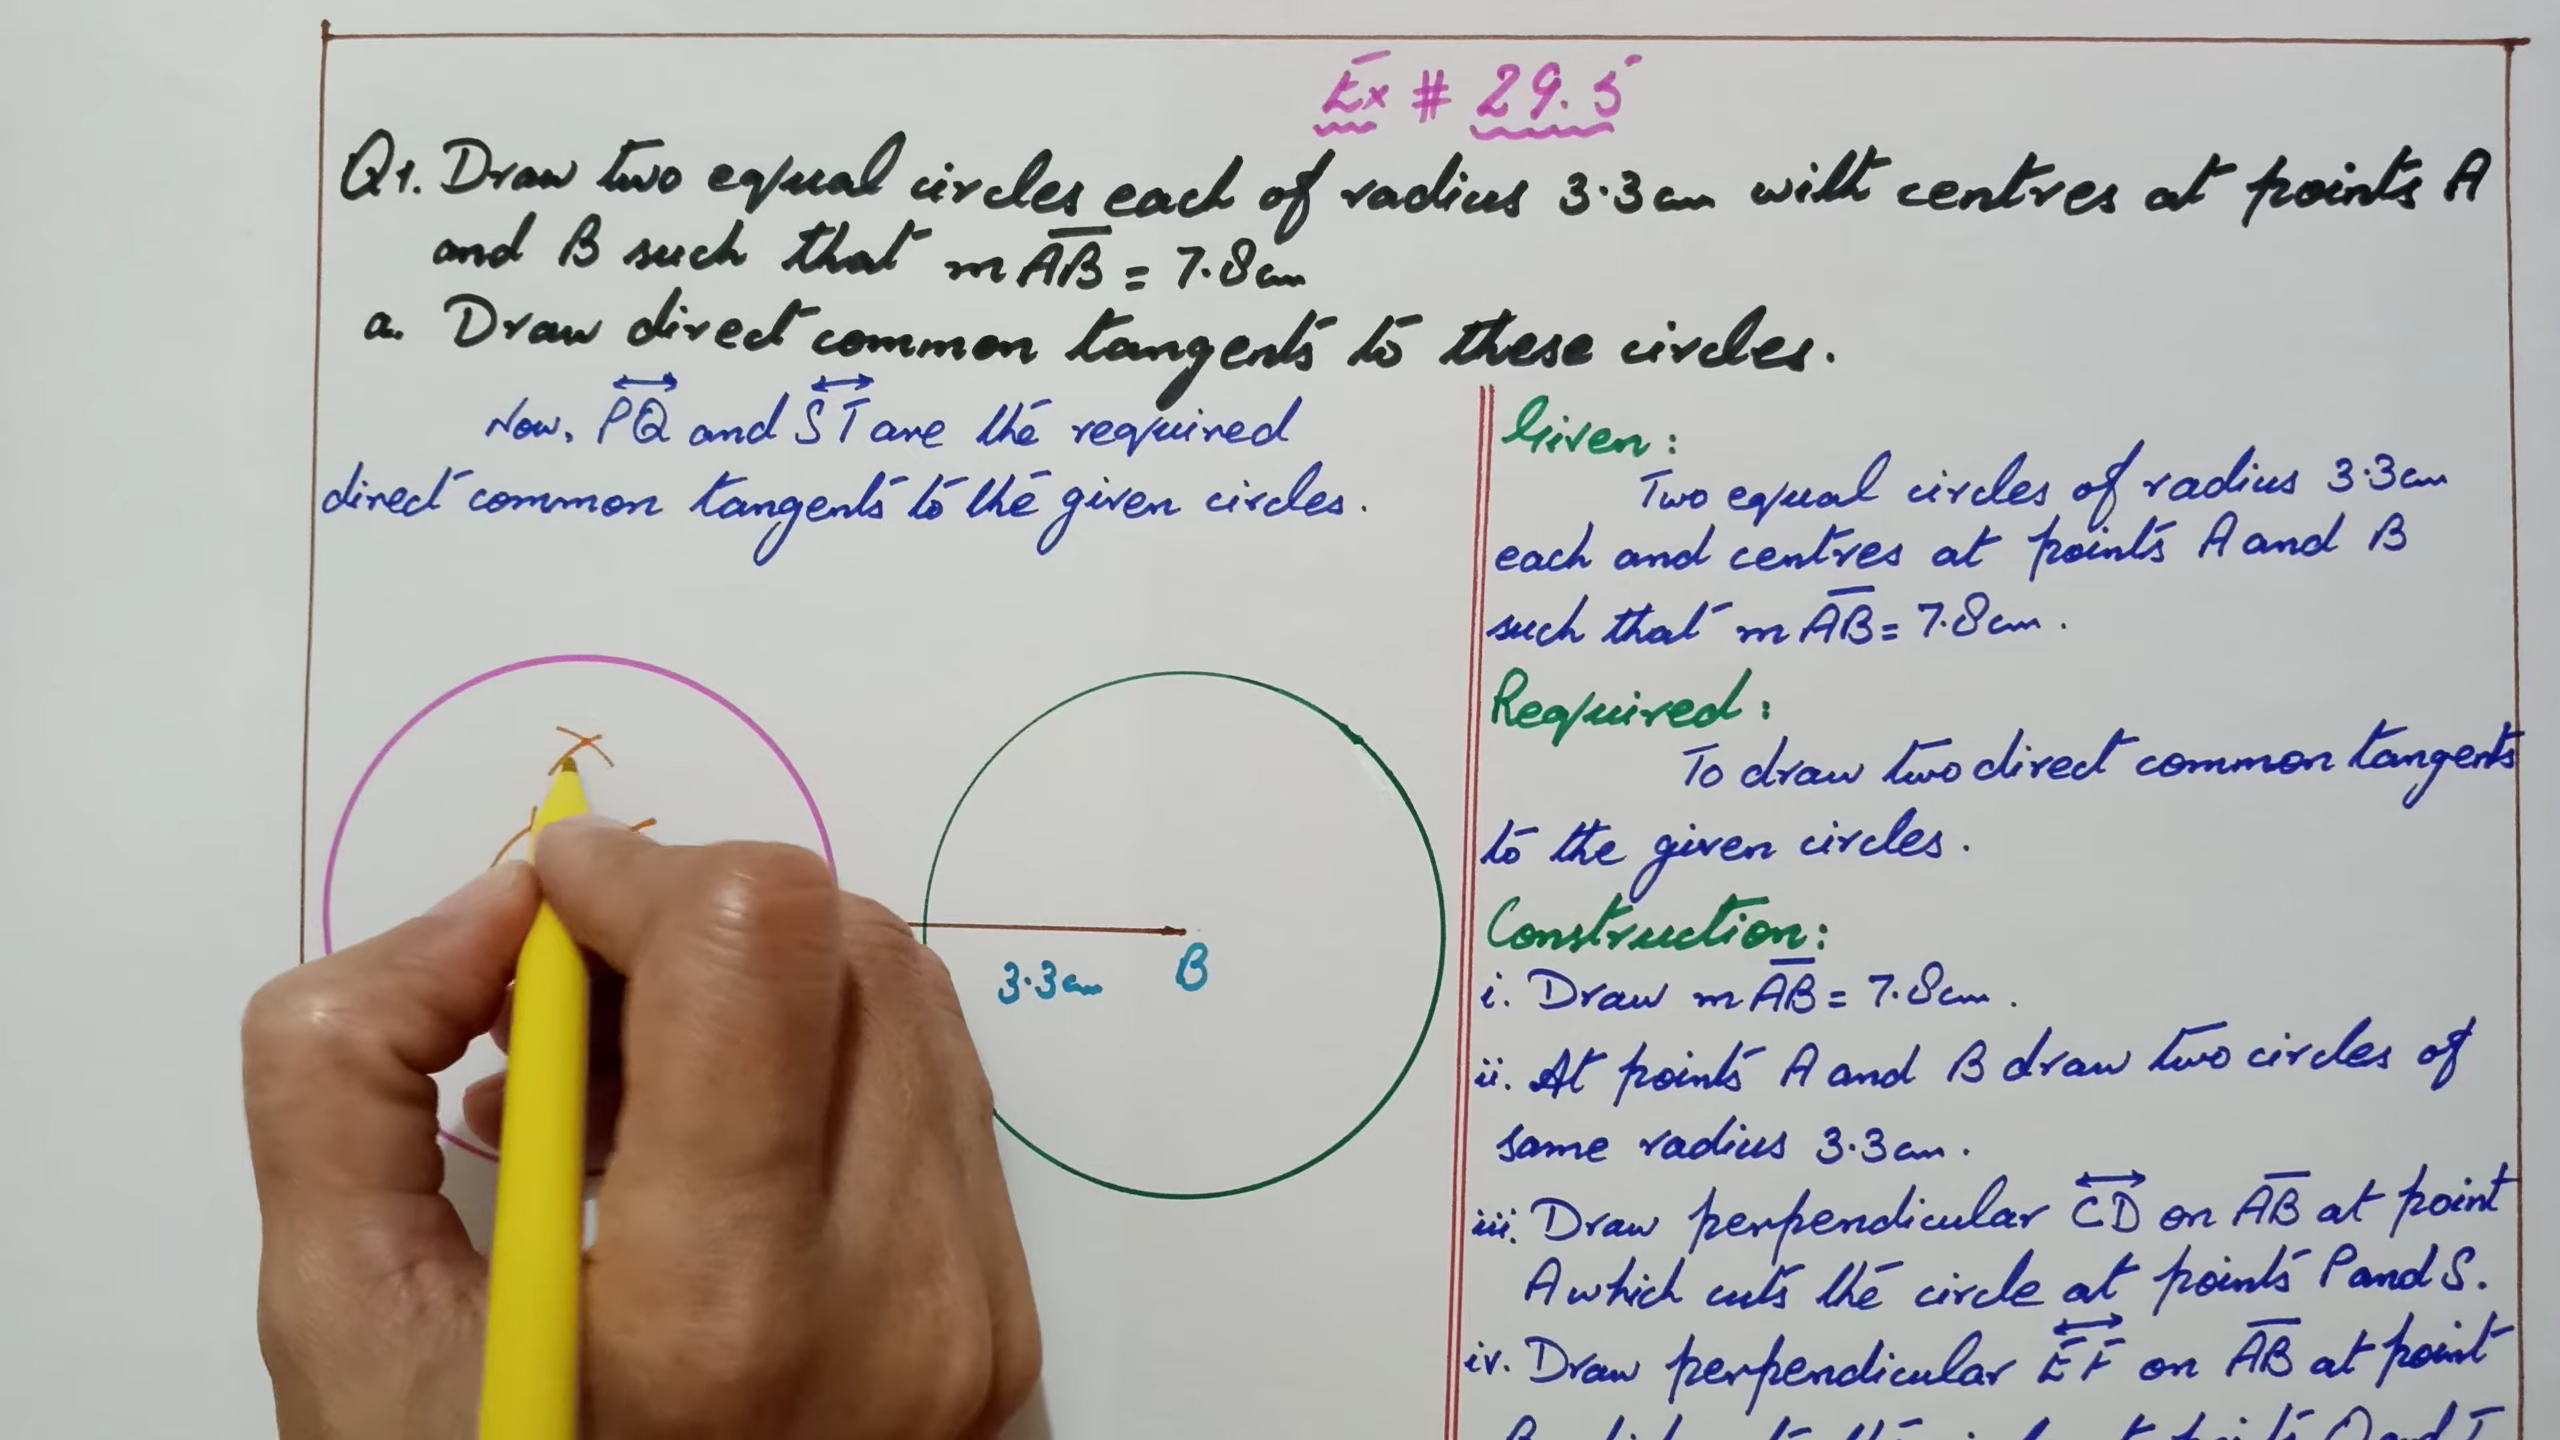 Ex # 29.5
Q1. Draw two equal circles each of radius 3.3cm with centres at points A
and B such that mAB = 7.8cm
a. Draw direct common tangents to these circles.
Now, PQ and ST are the required
direct common tangents to the given circles.
3.3cm B
Given:
Two equal circles of radius 3.3cm
each and centres at points A and B
such that mAB = 7.8cm.
Required:
To draw two direct common tangents
to the given circles.
Construction:
i. Draw mAB = 7.8cm.
ii. At points A and B draw two circles of
same radius 3.3cm.
iii. Draw perpendicular CD on AB at point
A which cuts the circle at points P and S.
iv. Draw perpendicular EF on AB at point